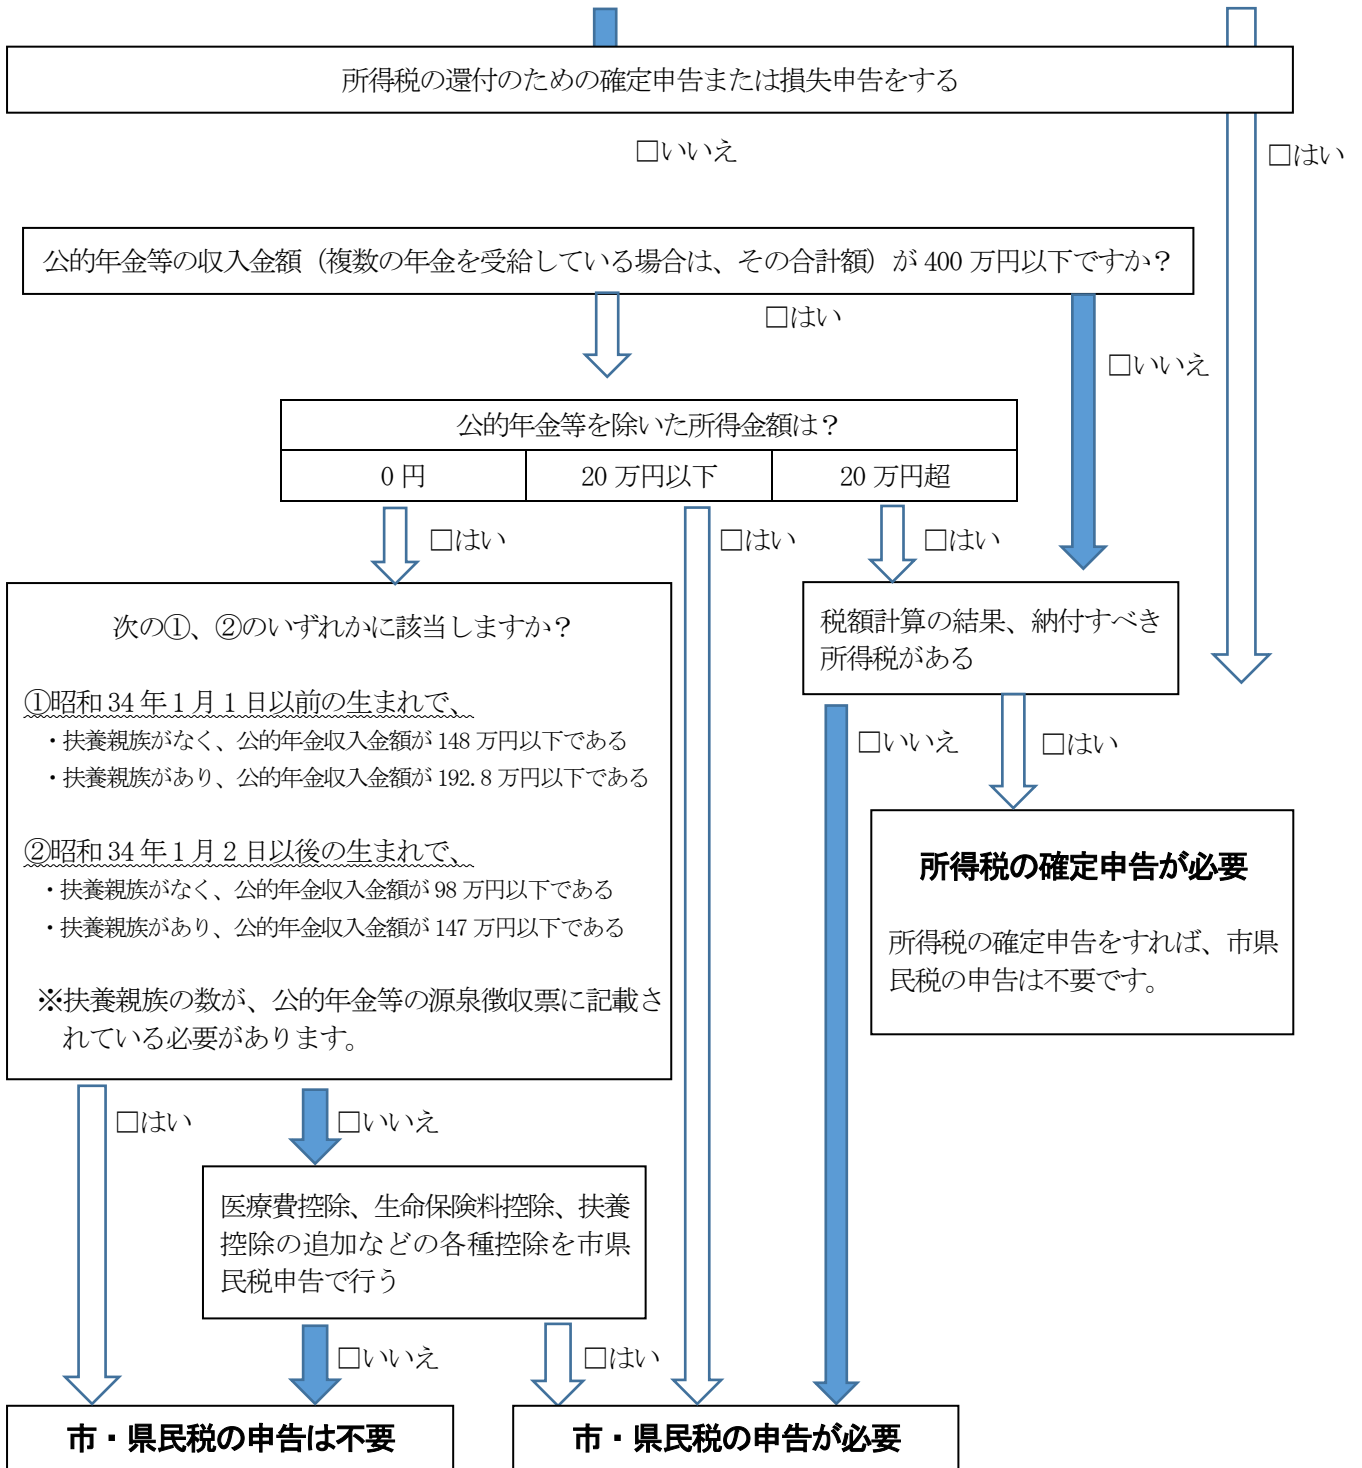 所得税の還付のための確定申告または損失申告をする
□いいえ
□はい
公的年金等の収入金額（複数の年金を受給している場合は、その合計額）が 400 万円以下ですか？
□はい
□いいえ
公的年金等を除いた所得金額は？
0 円
20 万円以下
20 万円超
□はい
□はい
□はい
次の①、②のいずれかに該当しますか？
①昭和 34 年 1 月 1 日以前の生まれで、
・扶養親族がなく、公的年金収入金額が 148 万円以下である
・扶養親族があり、公的年金収入金額が 192.8 万円以下である
②昭和 34 年 1 月 2 日以後の生まれで、
・扶養親族がなく、公的年金収入金額が 98 万円以下である
・扶養親族があり、公的年金収入金額が 147 万円以下である
※扶養親族の数が、公的年金等の源泉徴収票に記載さ
れている必要があります。
税額計算の結果、納付すべき
所得税がある
□いいえ
□はい
所得税の確定申告が必要
所得税の確定申告をすれば、市県
民税の申告は不要です。
□はい
□いいえ
医療費控除、生命保険料控除、扶養
控除の追加などの各種控除を市県
民税申告で行う
□いいえ
□はい
市・県民税の申告は不要
市・県民税の申告が必要